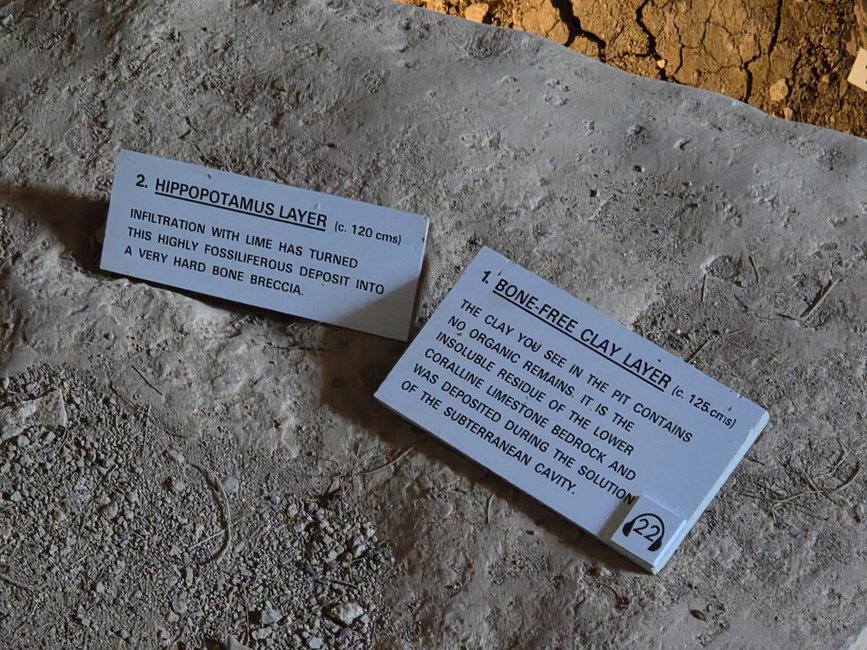 2. HIPPOPOTAMUS LAYER (c. 120 cms)
INFILTRATION WITH LIME HAS TURNED
THIS HIGHLY FOSSILIFEROUS DEPOSIT INTO
A VERY HARD BONE BRECCIA.
1. BONE-FREE CLAY LAYER (c. 125 cms)
THE CLAY YOU SEE IN THE PIT CONTAINS
NO ORGANIC REMAINS. IT IS THE
INSOLUBLE RESIDUE OF THE LOWER
CORALLINE LIMESTONE BEDROCK AND
WAS DEPOSITED DURING THE SOLUTION
OF THE SUBTERRANEAN CAVITY.
22